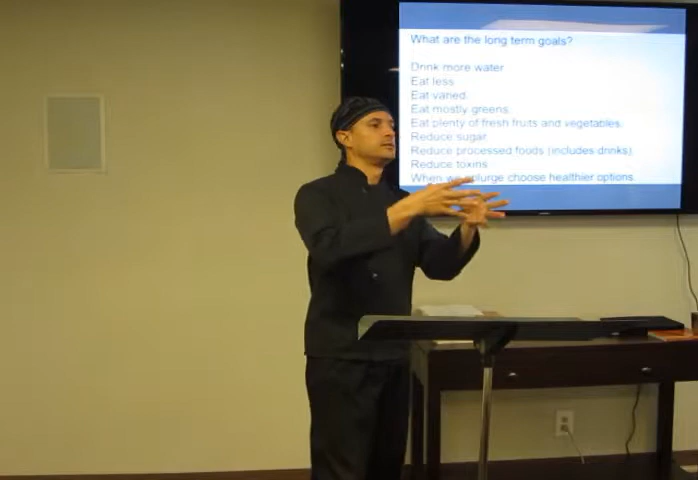 What are the long term goals?
Drink more water
Eat less
Eat varied.
Eat mostly greens.
Eat plenty of fresh fruits and vegetables.
Reduce sugar
Reduce processed foods (includes drinks).
Reduce toxins
When we splurge choose healthier options.